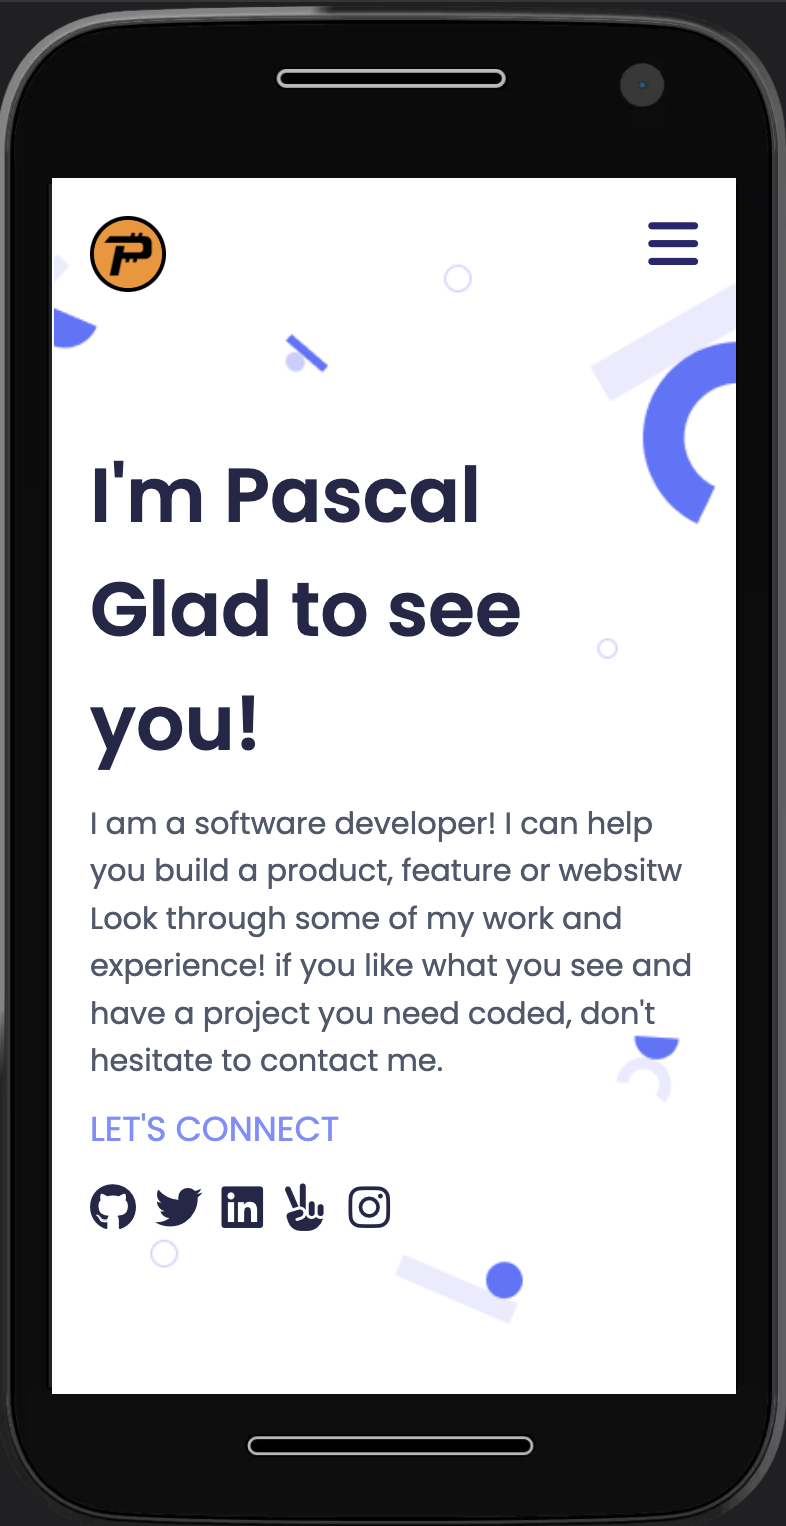 P
I'm Pascal
Glad to see
you!
I am a software developer! I can help
you build a product, feature or websitw
Look through some of my work and
experience! if you like what you see and
have a project you need coded, don't
hesitate to contact me.
LET'S CONNECT
in